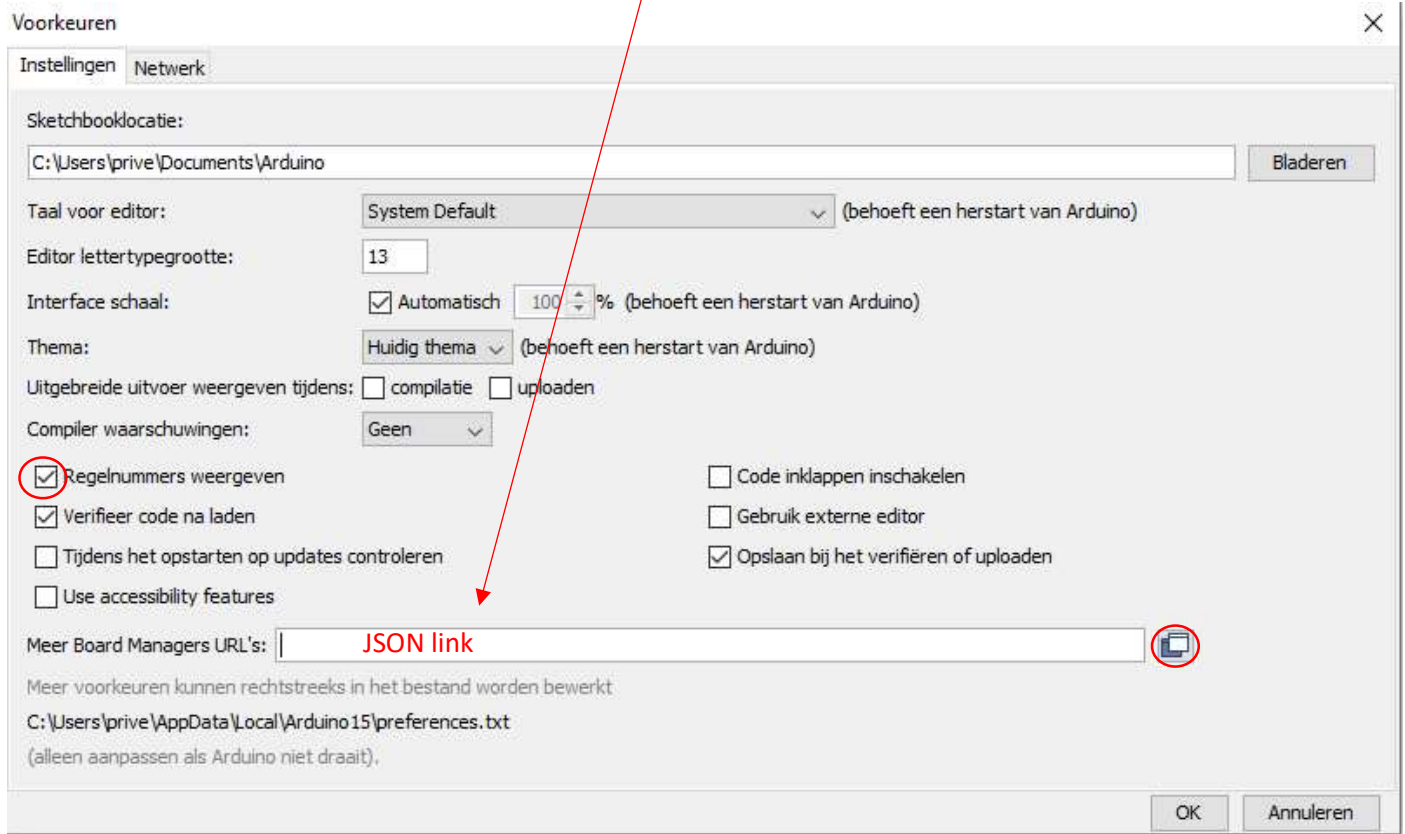 Voorkeuren
Instellingen Netwerk
Sketchbooklocatie:
C:\Users\prive\Documents\Arduino Bladeren
Taal voor editor: System Default (behoeft een herstart van Arduino)
Editor lettertypegrootte: 13
Interface schaal: Automatisch 100 % (behoeft een herstart van Arduino)
Thema: Huidig thema (behoeft een herstart van Arduino)
Uitgebreide uitvoer weergeven tijdens: compilatie uploaden
Compiler waarschuwingen: Geen
Regelnummers weergeven Code inklappen inschakelen
Verifieer code na laden Gebruik externe editor
Tijdens het opstarten op updates controleren Opslaan bij het verifiëren of uploaden
Use accessibility features
Meer Board Managers URL's: JSON link
Meer voorkeuren kunnen rechtstreeks in het bestand worden bewerkt
C:\Users\prive\AppData\Local\Arduino15\preferences.txt
(alleen aanpassen als Arduino niet draait).
OK Annuleren